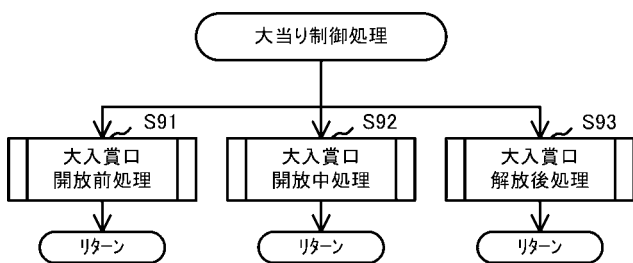 大当り制御処理
S91
S92
S93
大入賞口
開放前処理
大入賞口
開放中処理
大入賞口
解放後処理
リターン
リターン
リターン